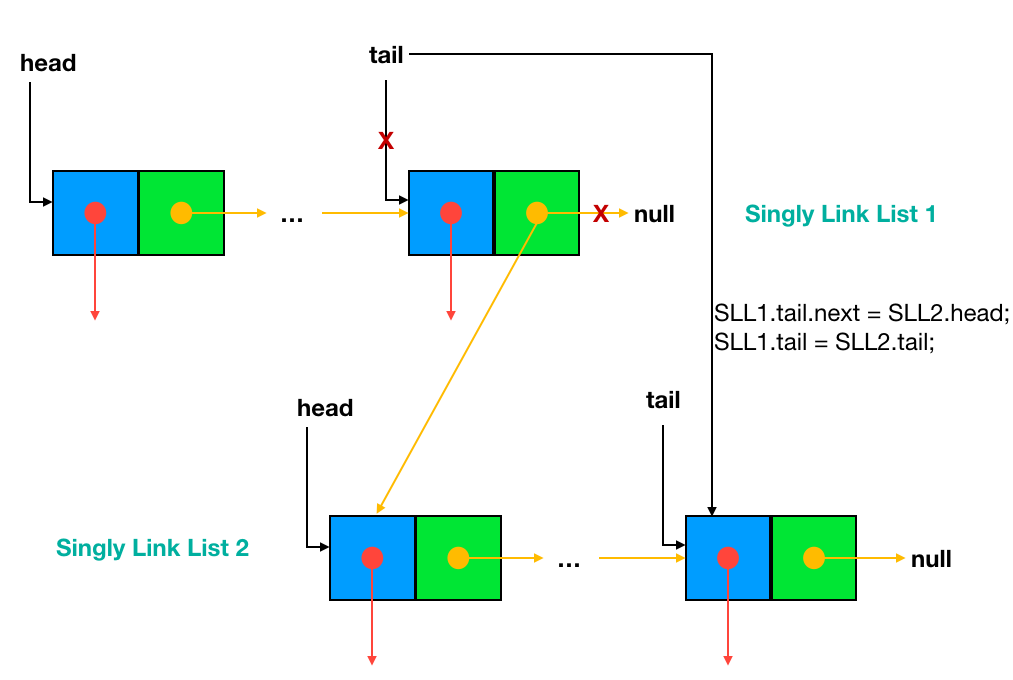 head
tail
X
...
X
null
Singly Link List 1
SLL1.tail.next = SLL2.head;
SLL1.tail = SLL2.tail;
head
tail
Singly Link List 2
...
null